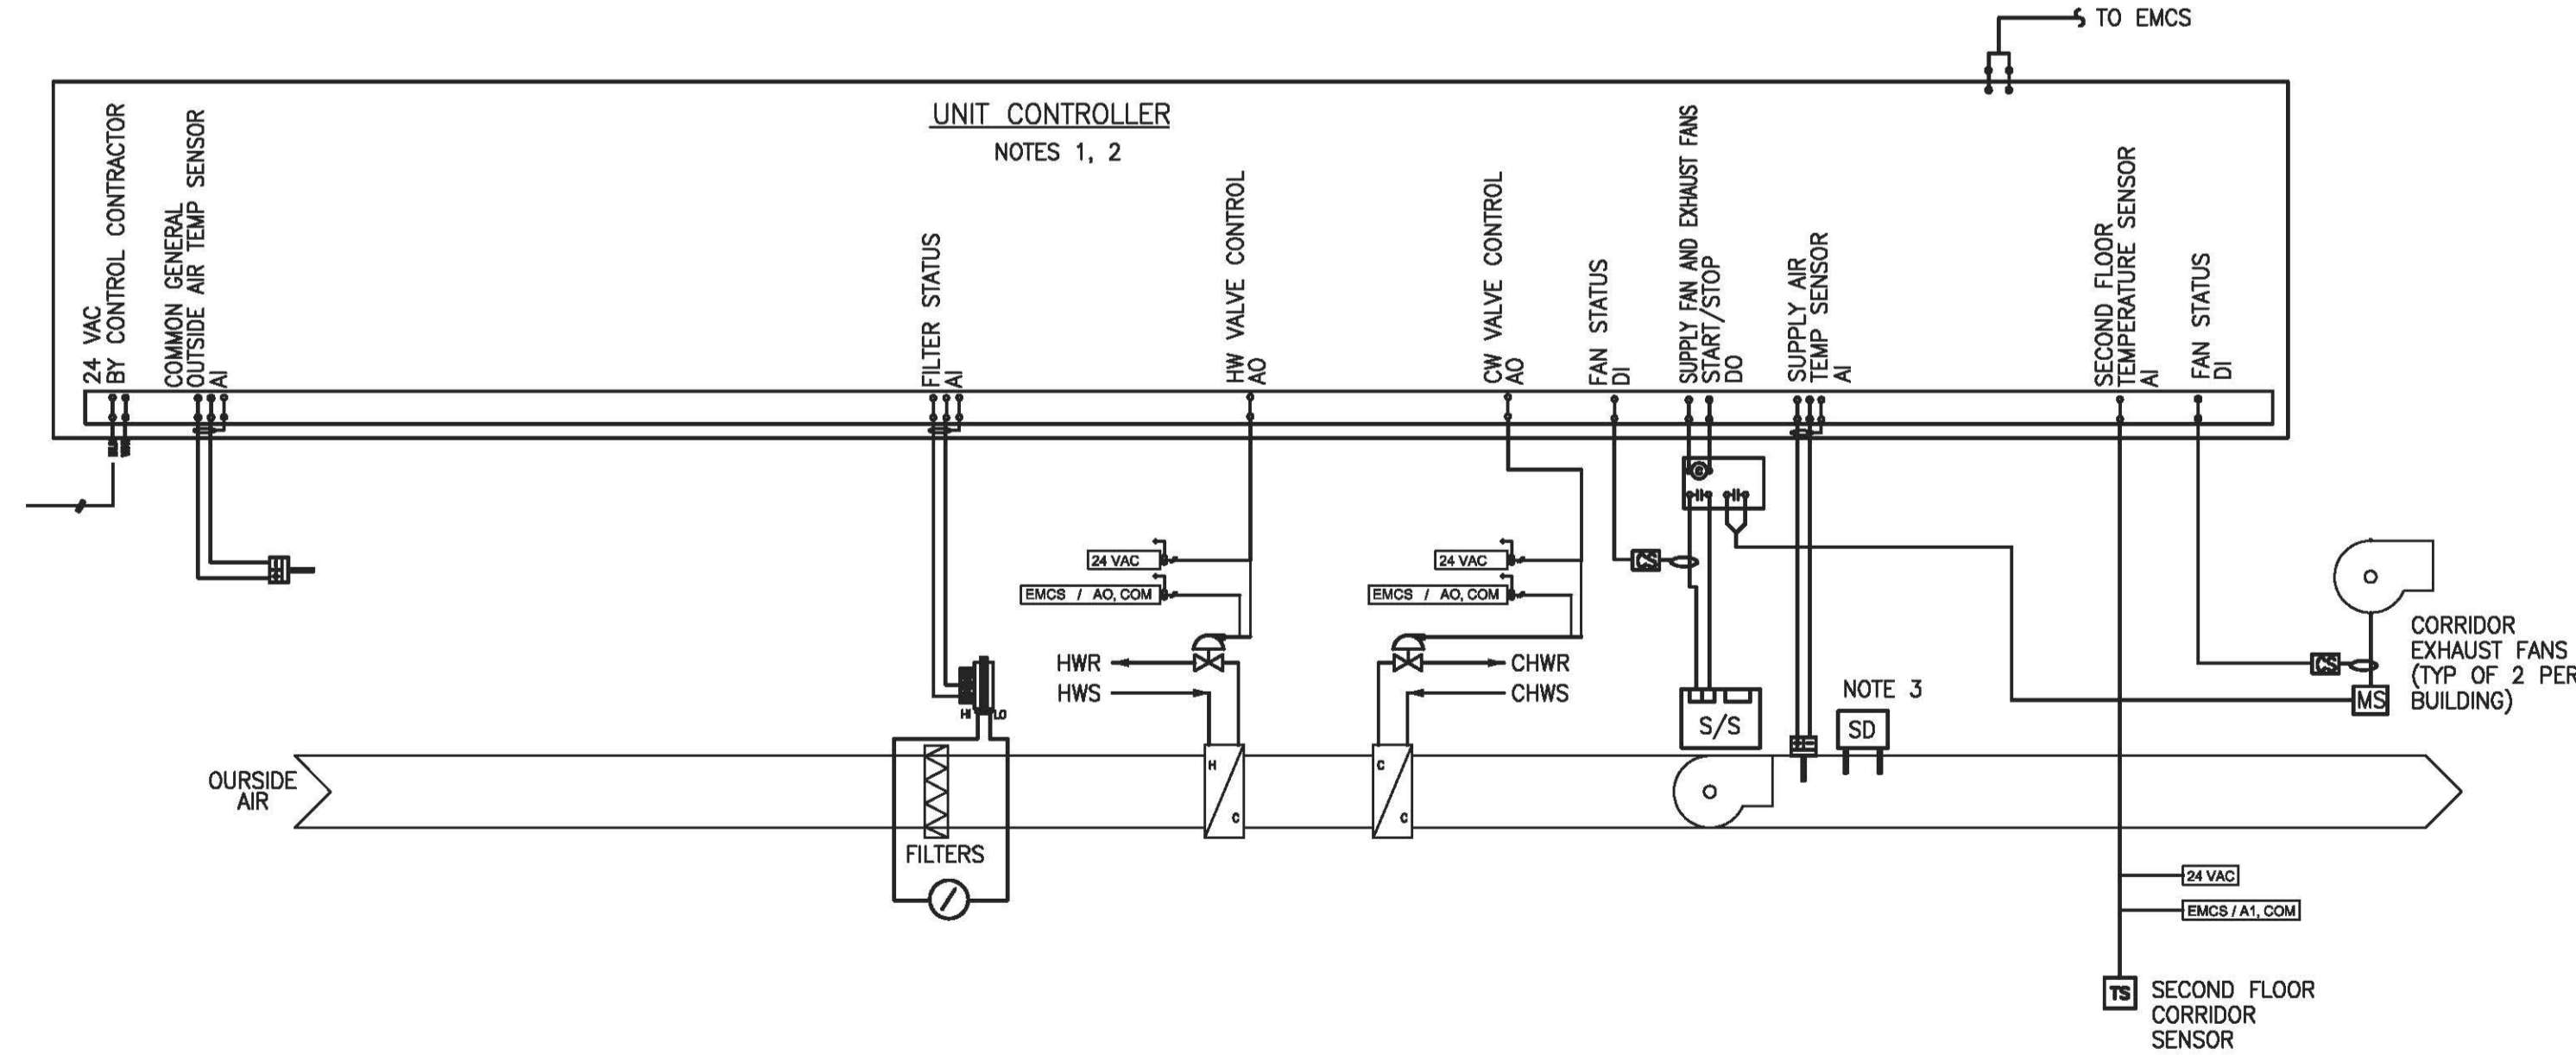 TO EMCS
UNIT CONTROLLER
NOTES 1, 2
24 VAC
BY CONTROL CONTRACTOR
COMMON GENERAL
OUTSIDE AIR TEMP SENSOR
AI
FILTER STATUS
AI
HW VALVE CONTROL
AO
CW VALVE CONTROL
AO
FAN STATUS
DI
SUPPLY FAN AND EXHAUST FANS
START/STOP
DO
SUPPLY AIR
TEMP SENSOR
AI
SECOND FLOOR
TEMPERATURE SENSOR
AI
FAN STATUS
DI
C
24 VAC
EMCS / AO, COM
24 VAC
EMCS / AO, COM
CS
HWR
HWS
CHWR
CHWS
HI
LO
NOTE 3
S/S
SD
CS
MS
CORRIDOR
EXHAUST FANS
(TYP OF 2 PER
BUILDING)
OURSIDE
AIR
H
C
C
C
FILTERS
24 VAC
EMCS / A1, COM
TS
SECOND FLOOR
CORRIDOR
SENSOR